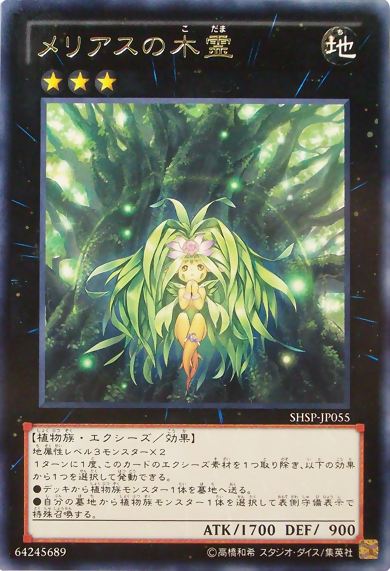 メリアスの木霊
こ だま
地
ち
SHSP-JP055
【植物族・エクシーズ/効果】
地属性レベル3モンスター×2
1ターンに1度、このカードのエクシーズ素材を1つ取り除き、以下の効果
から1つを選択して発動できる。
●デッキから植物族モンスター1体を墓地へ送る。
●自分の墓地から植物族モンスター1体を選択して表側守備表示で
特殊召喚する。
ATK/1700 DEF/ 900
64245689
©高橋和希 スタジオ・ダイス/集英社